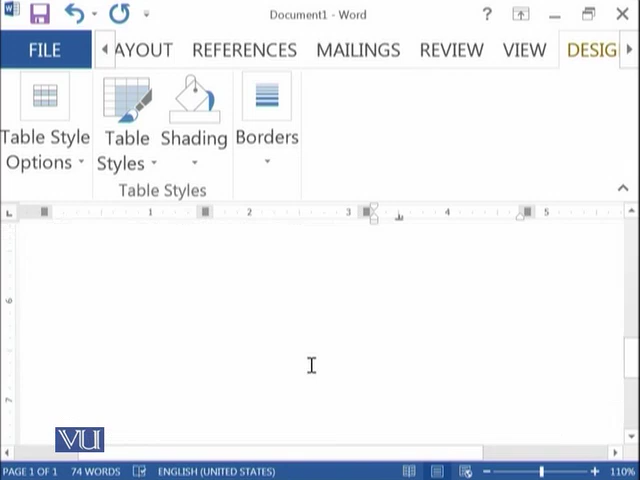 Document1 - Word
?
FILE
AYOUT REFERENCES MAILINGS REVIEW VIEW DESIG
Table Style Options
Table Styles
Shading
Borders
Table Styles
1 2 3 4 5
6
7
VU
PAGE 1 OF 1 74 WORDS ENGLISH (UNITED STATES) 110%